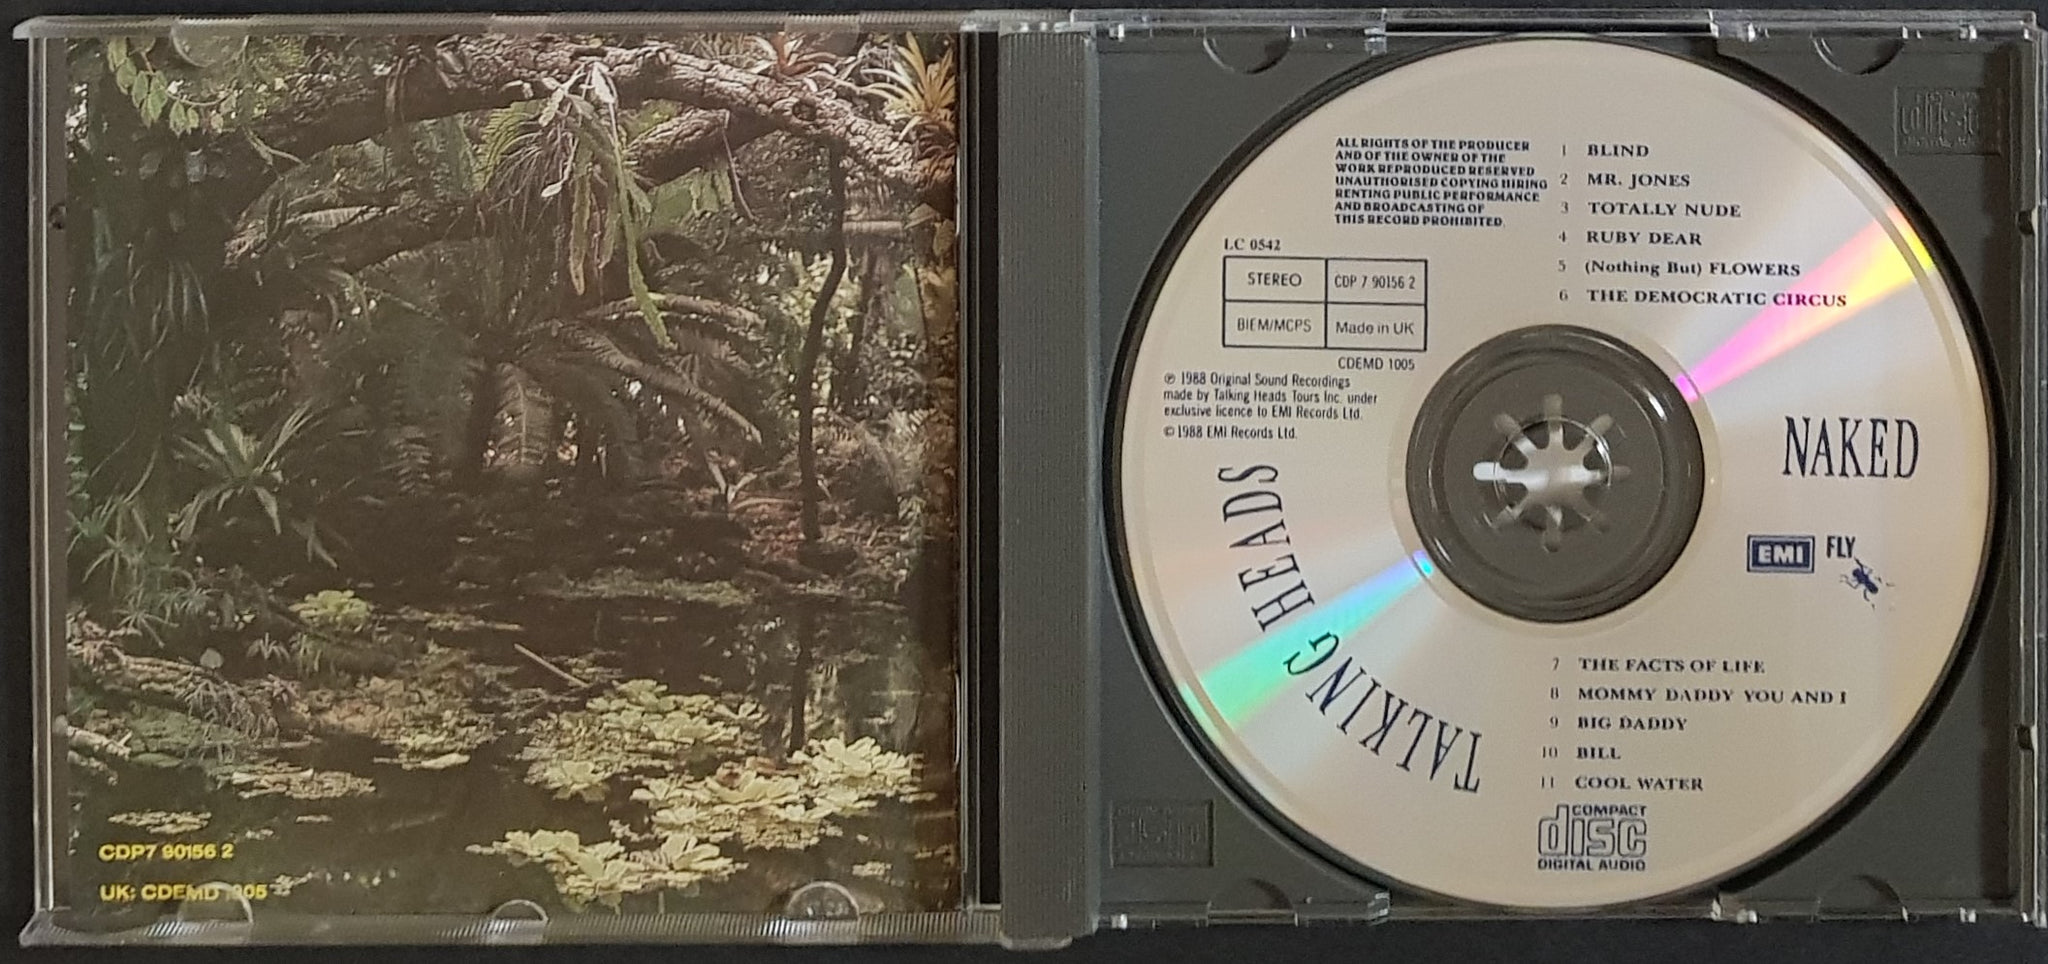 CDP7 90156 2
UK: CDEMD 1005
ALL RIGHTS OF THE PRODUCER
AND OF THE OWNER OF THE
WORK REPRODUCED RESERVED
UNAUTHORISED COPYING HIRING
RENTING PUBLIC PERFORMANCE
AND BROADCASTING OF
THIS RECORD PROHIBITED.
1 BLIND
2 MR. JONES
3 TOTALLY NUDE
4 RUBY DEAR
5 (Nothing But) FLOWERS
6 THE DEMOCRATIC CIRCUS
LC 0542
STEREO CDP 7 90156 2
BIEM/MCPS Made in UK
CDEMD 1005
℗ 1988 Original Sound Recordings
made by Talking Heads Tours Inc. under
exclusive licence to EMI Records Ltd.
© 1988 EMI Records Ltd.
TALKING HEADS
NAKED
EMI FLY
7 THE FACTS OF LIFE
8 MOMMY DADDY YOU AND I
9 BIG DADDY
10 BILL
11 COOL WATER
COMPACT
disc
DIGITAL AUDIO